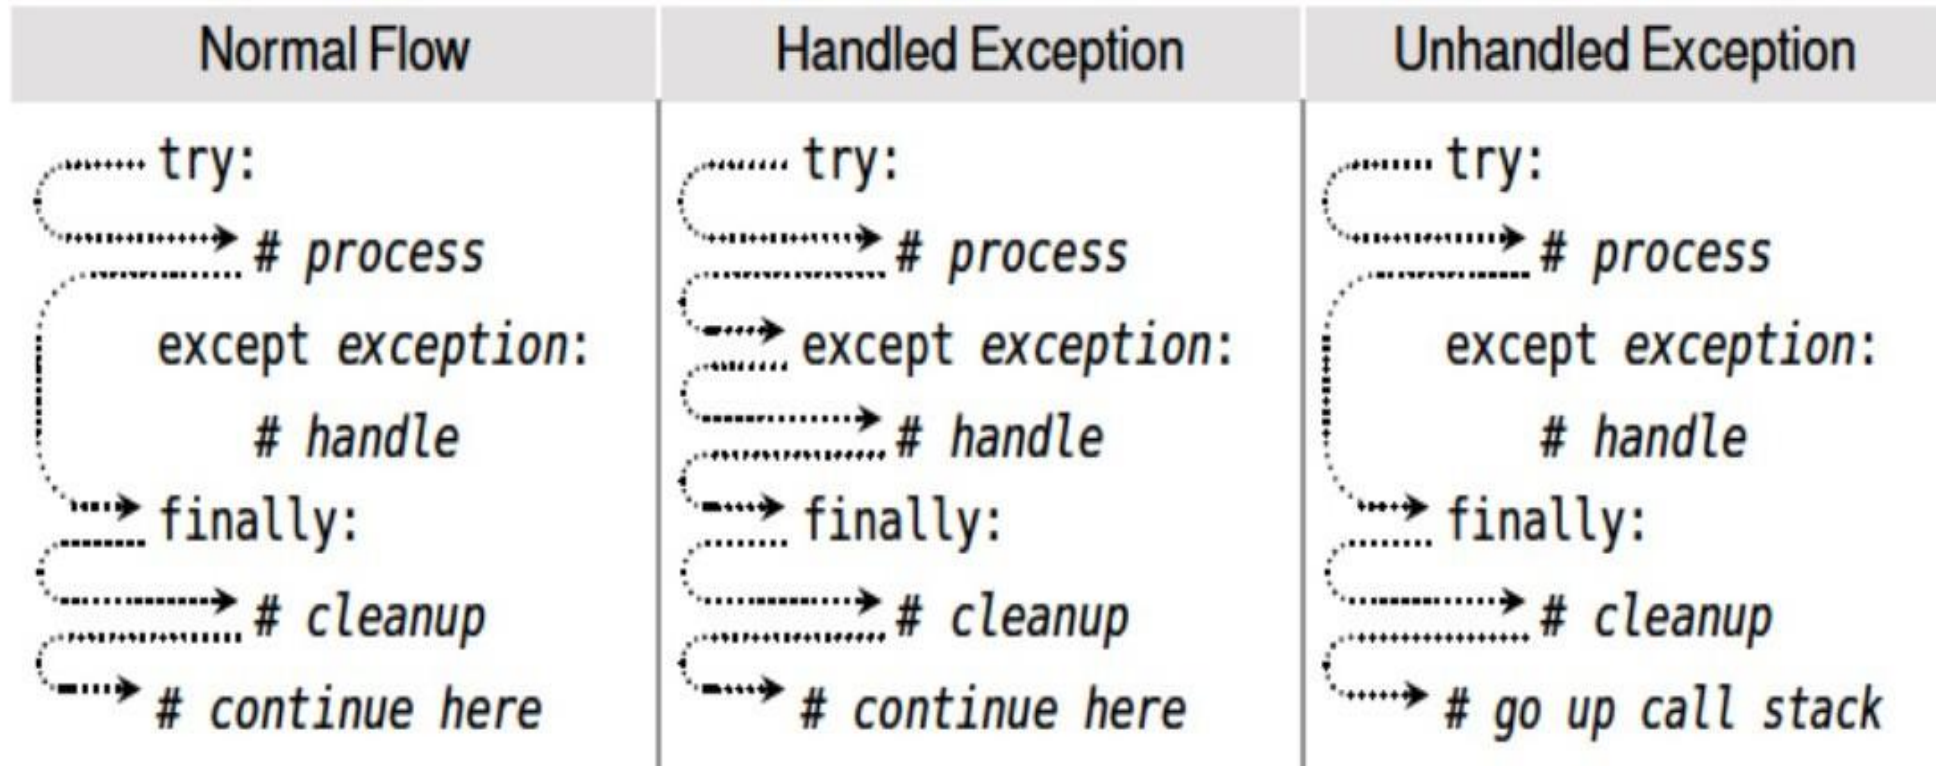 Normal Flow
Handled Exception
Unhandled Exception
try:
# process
except exception:
# handle
finally:
# cleanup
# continue here
try:
# process
except exception:
# handle
finally:
# cleanup
# continue here
try:
# process
except exception:
# handle
finally:
# cleanup
# go up call stack